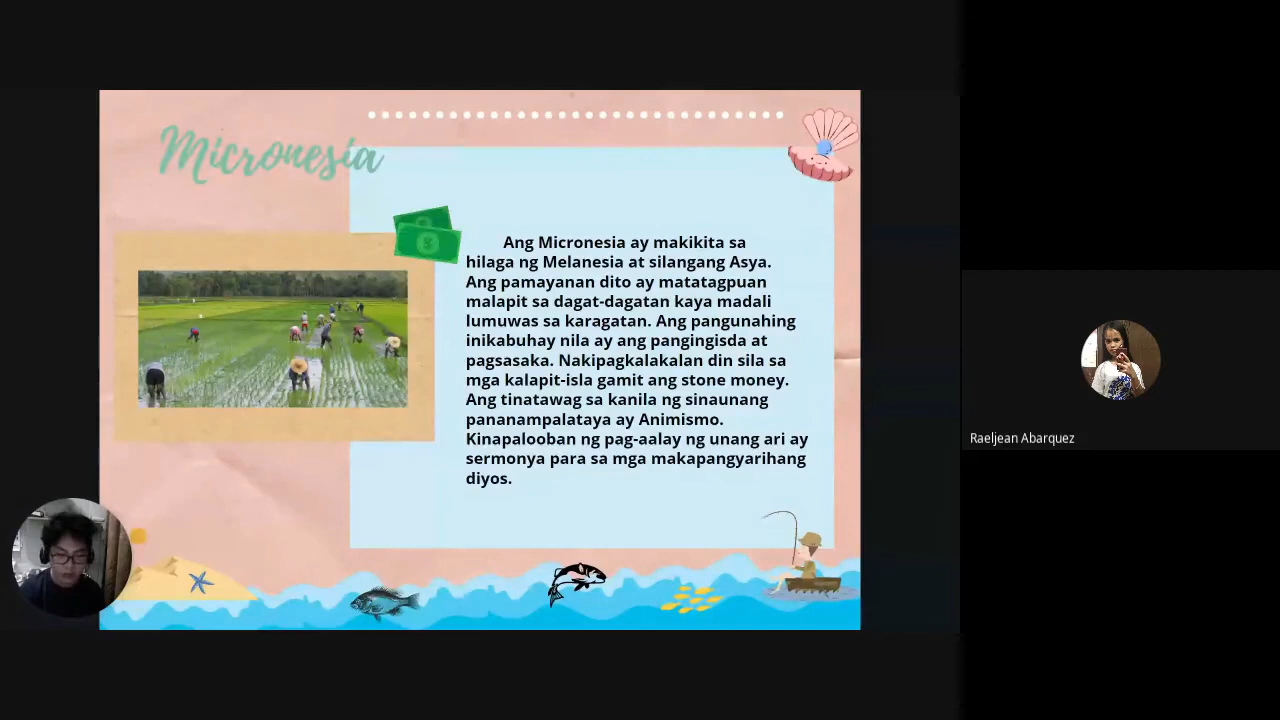 Micronesia
Ang Micronesia ay makikita sa
hilaga ng Melanesia at silangang Asya.
Ang pamayanan dito ay matatagpuan
malapit sa dagat-dagatan kaya madali
lumuwas sa karagatan. Ang pangunahing
inikabuhay nila ay ang pangingisda at
pagsasaka. Nakipagkalakalan din sila sa
mga kalapit-isla gamit ang stone money.
Ang tinatawag sa kanila ng sinaunang
pananampalataya ay Animismo.
Kinapalooban ng pag-aalay ng unang ari ay
sermonya para sa mga makapangyarihang
diyos.
Raeljean Abarquez